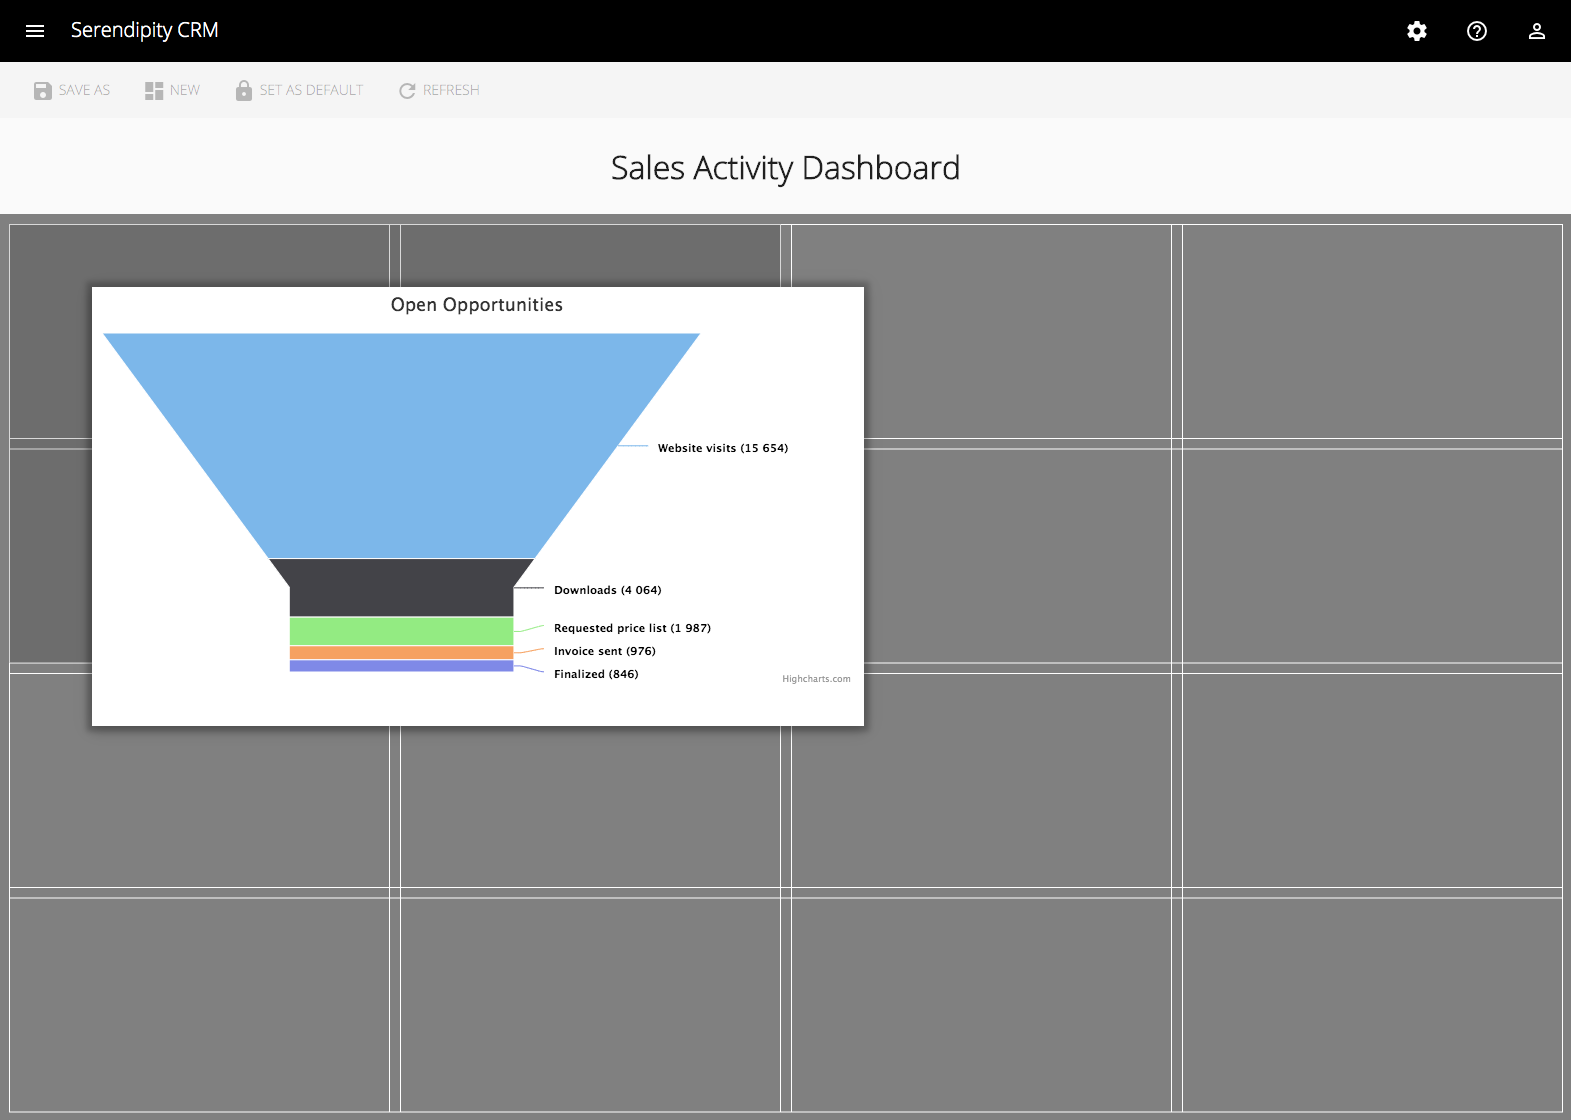 Serendipity CRM
SAVE AS NEW SET AS DEFAULT REFRESH
Sales Activity Dashboard
Open Opportunities
Website visits (15 654)
Downloads (4 064)
Requested price list (1 987)
Invoice sent (976)
Finalized (846)
Highcharts.com